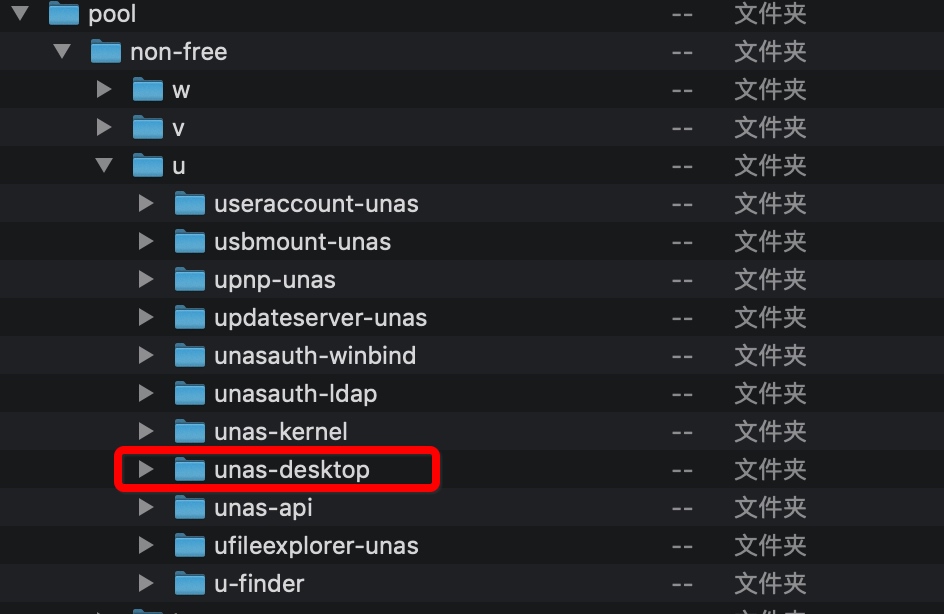 pool -- 文件夹
non-free -- 文件夹
w -- 文件夹
v -- 文件夹
u -- 文件夹
useraccount-unas -- 文件夹
usbmount-unas -- 文件夹
upnp-unas -- 文件夹
updateserver-unas -- 文件夹
unasauth-winbind -- 文件夹
unasauth-ldap -- 文件夹
unas-kernel -- 文件夹
unas-desktop -- 文件夹
unas-api -- 文件夹
ufileexplorer-unas -- 文件夹
u-finder -- 文件夹